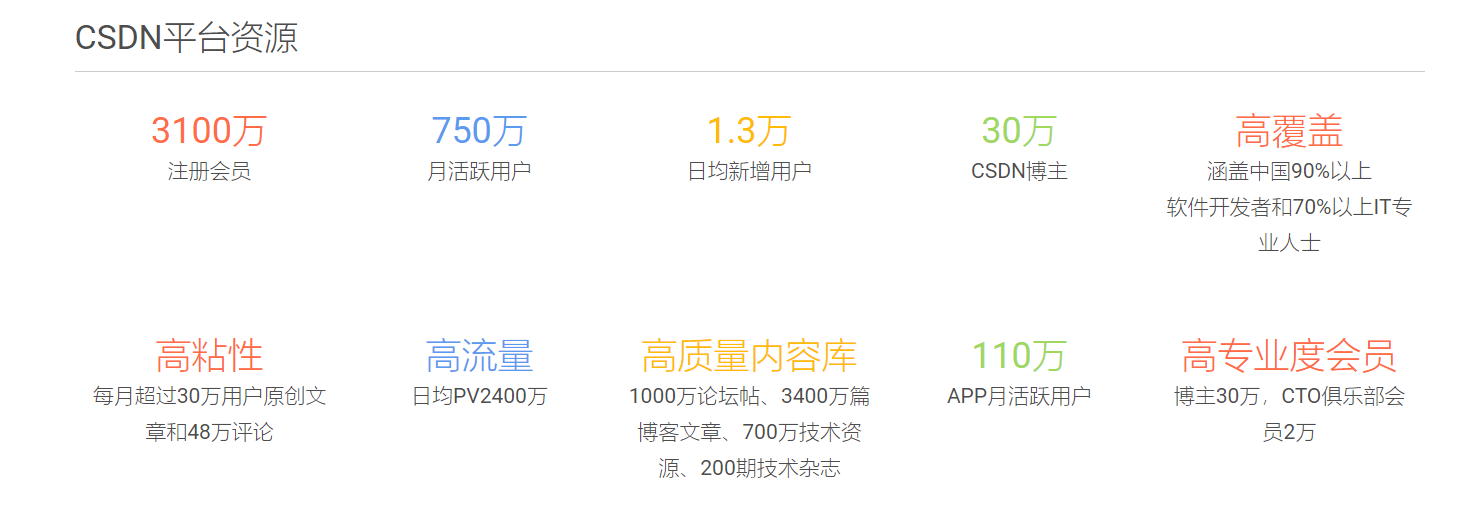 CSDN平台资源
3100万
注册会员
750万
月活跃用户
1.3万
日均新增用户
30万
CSDN博主
高覆盖
涵盖中国90%以上
软件开发者和70%以上IT专
业人士
高粘性
每月超过30万用户原创文
章和48万评论
高流量
日均PV2400万
高质量内容库
1000万论坛帖、3400万篇
博客文章、700万技术资
源、200期技术杂志
110万
APP月活跃用户
高专业度会员
博主30万，CTO俱乐部会
员2万